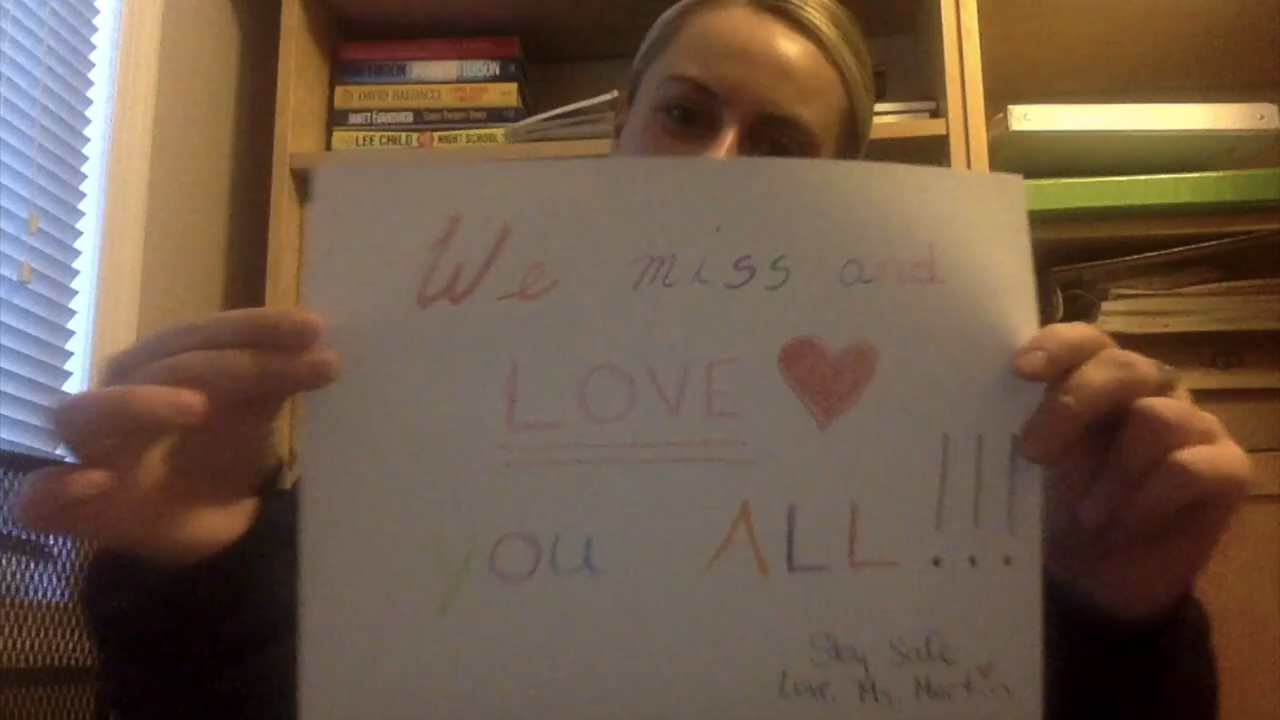 DAVID BALDACCI
JANET EVANOVICH
LEE CHILD NIGHT SCHOOL
We miss and
LOVE
you ALL!!!
Stay Safe
Love, Ms. Martin